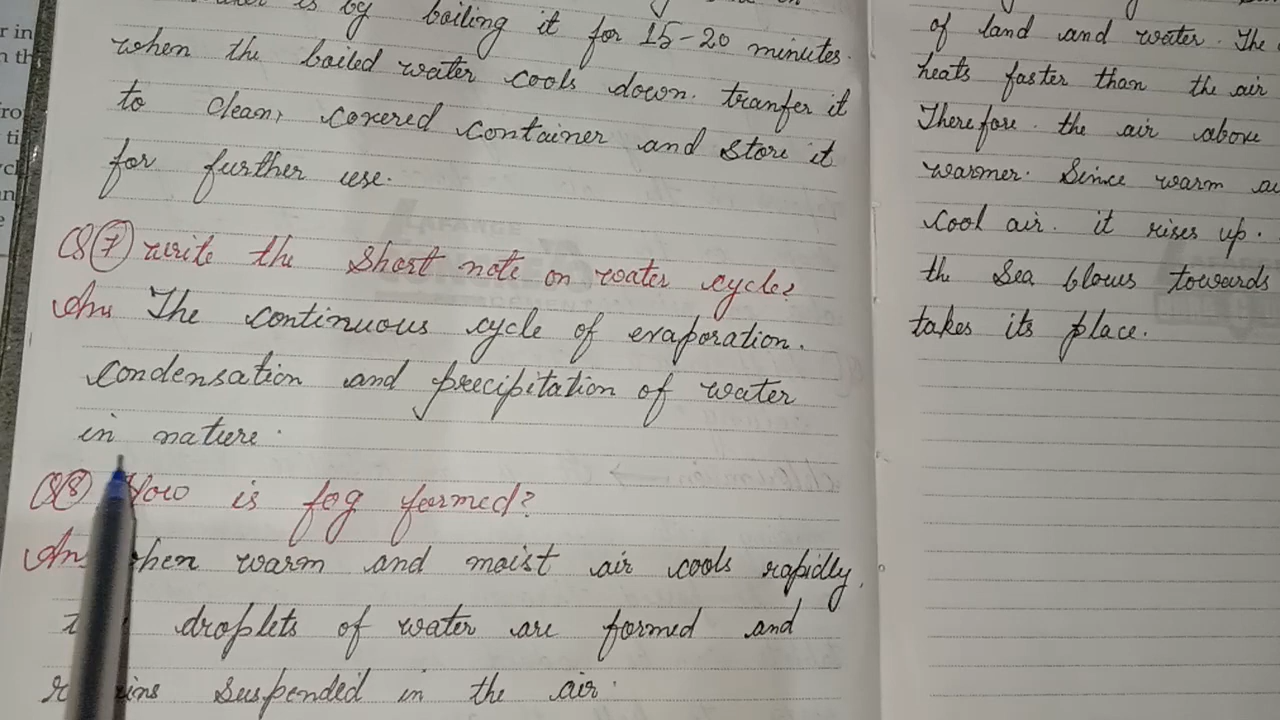 is by boiling it for 15-20 minutes.
when the boiled water cools down. tranfer it
to clean, covered container and store it
for further use.
Q(7) write the short note on water cycle?
Ans The continuous cycle of evaporation.
condensation and precipitation of water
in nature.
Q(8) How is fog formed?
Ans when warm and moist air cools rapidly,
droplets of water are formed and
suspended in the air.
of land and water. The
heats faster than the air
Therefore. the air above
warmer. Since warm
cool air. it rises up.
the Sea blows towards
takes its place.